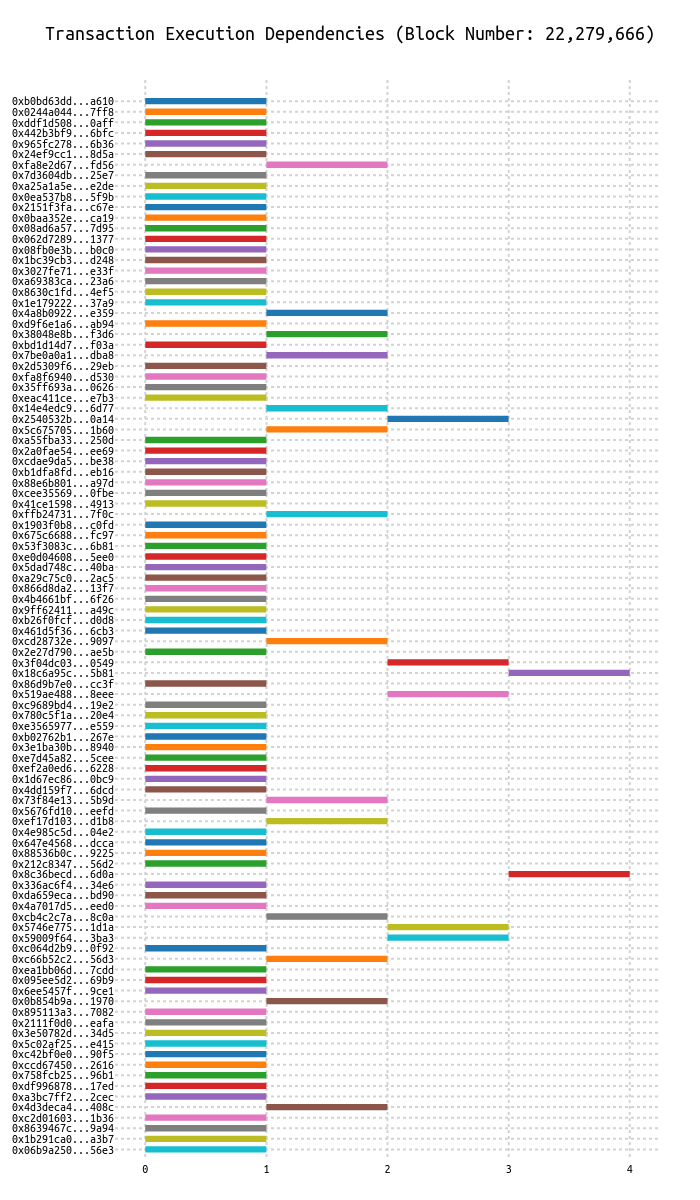 Transaction Execution Dependencies (Block Number: 22,279,666)
0xb0bd63dd...a610
0x0244a044...7ff8
0xddf1d508...0aff
0x442b3bf9...6bfc
0x965fc278...6b36
0x24ef9cc1...8d5a
0xfa8e2d67...fd56
0x7d3604db...25e7
0xa25a1a5e...e2de
0x0ea537b8...5f9b
0x2151f3fa...c67e
0x0baa352e...ca19
0x08ad6a57...7d95
0x062d7289...1377
0x08fb0e3b...b0c0
0x1bc39cb3...d248
0x3027fe71...e33f
0xa69383ca...23a6
0x8630c1fd...4ef5
0x1e179222...37a9
0x4a8b0922...e359
0xd9f6e1a6...ab94
0x38048e8b...f3d6
0xbd1d14d7...f03a
0x7be0a0a1...dba8
0x2d5309f6...29eb
0xfa8f6940...d530
0x35ff693a...0626
0xeac411ce...e7b3
0x14e4edc9...6d77
0x2540532b...0a14
0x5c675705...1b60
0xa55fba33...250d
0x2a0fae54...ee69
0xcdae9da5...be38
0xb1dfa8fd...eb16
0x88e6b801...a97d
0xcee35569...0fbe
0x41ce1598...4913
0xffb24731...7f0c
0x1903f0b8...c0fd
0x675c6688...fc97
0x53f3083c...6b81
0xe0d04608...5ee0
0x5dad748c...40ba
0xa29c75c0...2ac5
0x866d8da2...13f7
0x4b4661bf...6f26
0x9ff62411...a49c
0xb26f0fcf...d0d8
0x461d5f36...6cb3
0xcd28732e...9097
0x2e27d790...ae5b
0x3f04dc03...0549
0x18c6a95c...5b81
0x86d9b7e0...cc3f
0x519ae488...8eee
0xc9689bd4...19e2
0x780c5f1a...20e4
0xe3565977...e559
0xb02762b1...267e
0x3e1ba30b...8940
0xe7d45a82...5cee
0xef2a0ed6...6228
0x1d67ec86...0bc9
0x4dd159f7...6dcd
0x73f84e13...5b9d
0x5676fd10...eefd
0xef17d103...d1b8
0x4e985c5d...04e2
0x647e4568...dcca
0x88536b0c...9225
0x212c8347...56d2
0x8c36becd...6d0a
0x336ac6f4...34e6
0xda659eca...bd90
0x4a7017d5...eed0
0xcb4c2c7a...8c0a
0x5746e775...1d1a
0x59009f64...3ba3
0xc064d2b9...0f92
0xc66b52c2...56d3
0xea1bb06d...7cdd
0x095ee5d2...69b9
0x6ee5457f...9ce1
0x0b854b9a...1970
0x895113a3...7082
0x2111f0d0...eafa
0x3e50782d...34d5
0x5c02af25...e415
0xc42bf0e0...90f5
0xccd67450...2616
0x758fcb25...96b1
0xdf996878...17ed
0xa3bc7ff2...2cec
0x4d3deca4...408c
0xc2d01603...1b36
0x8639467c...9a94
0x1b291ca0...a3b7
0x06b9a250...56e3
0 1 2 3 4